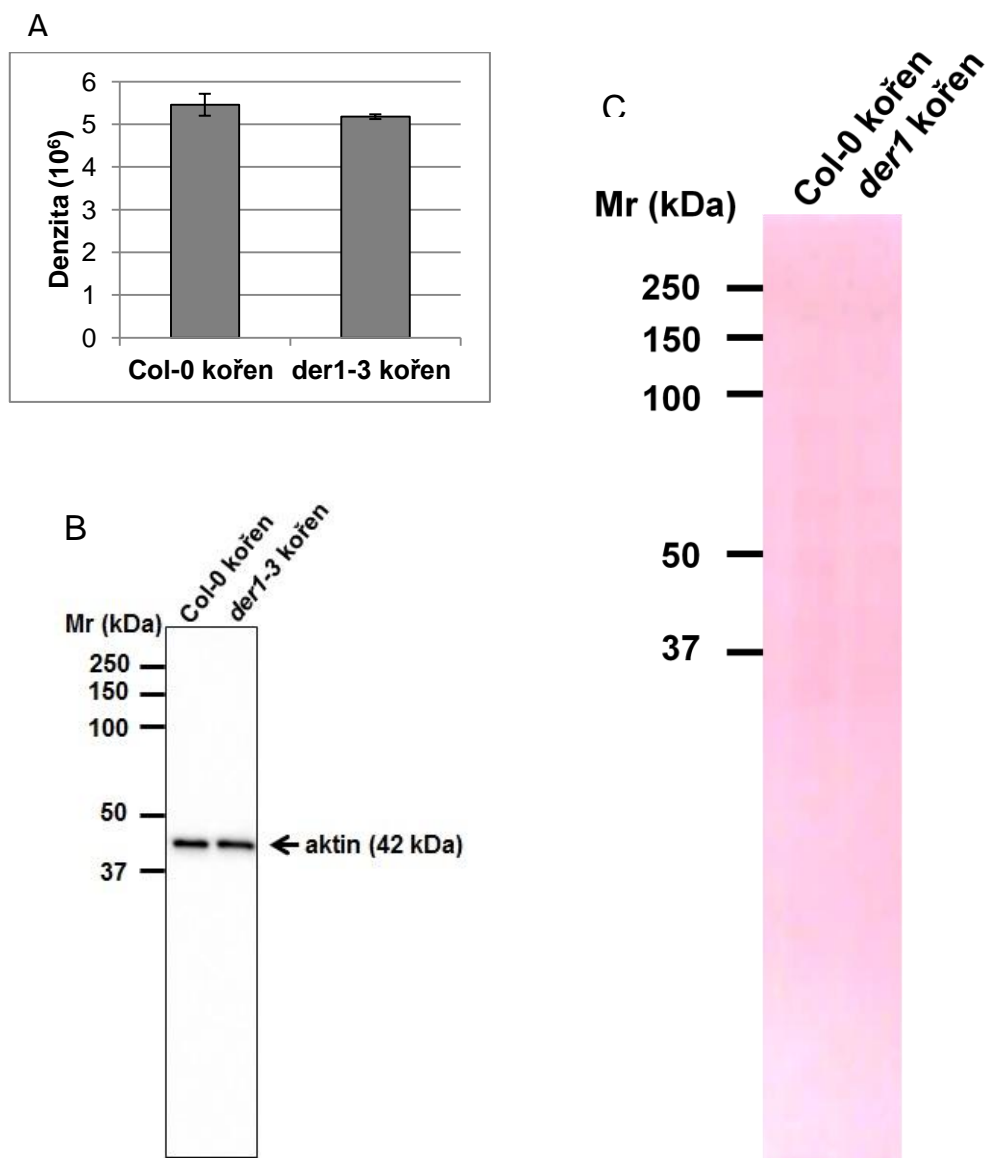 A
6
5
4
3
2
1
0
Denzita (10⁶)
Col-0 kořen der1-3 kořen
B
Col-0 kořen
der1-3 kořen
Mr (kDa)
250
150
100
50
37
aktin (42 kDa)
C
Col-0 kořen
der1 kořen
Mr (kDa)
250
150
100
50
37